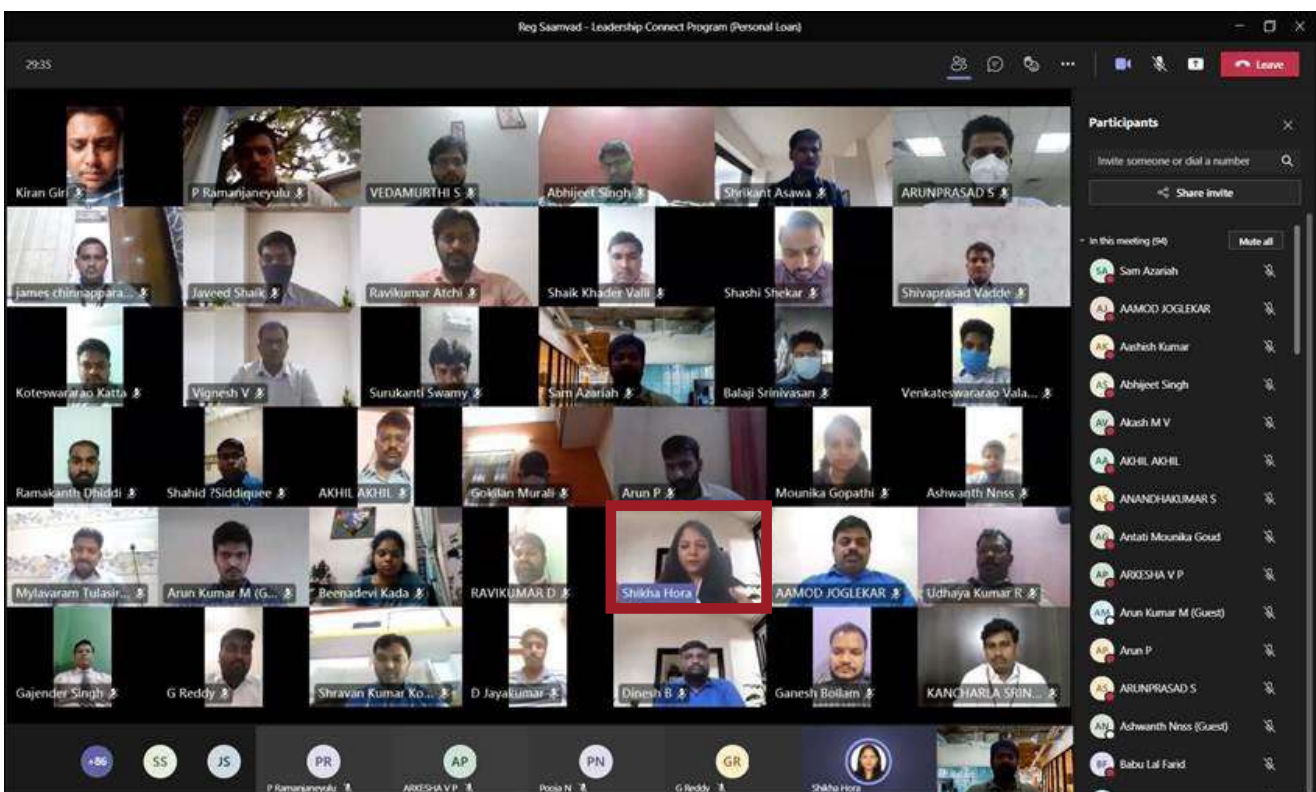 Reg Saamvad - Leadership Connect Program (Personal Loan)
29:35
Leave
Kiran Giri
P Ramanjaneyulu
VEDAMURTHI S
Abhijeet Singh
Shrikant Asawa
ARUNPRASAD S
james chinnappara...
Javeed Shaik
Ravikumar Atchi
Shaik Khader Valli
Shashi Shekar
Shivaprasad Vadde
Koteswararao Katta
Vignesh V
Surukanti Swamy
Sam Azariah
Balaji Srinivasan
Venkateswararao Vala...
Ramakanth Dhiddi
Shahid ?Siddiquee
AKHIL AKHIL
Gokilan Murali
Arun P
Mounika Gopathi
Ashwanth Nnss
Mylavaram Tulasir...
Arun Kumar M (G...
Beenadevi Kada
RAVIKUMAR D
Shikha Hora
AAMOD JOGLEKAR
Udhaya Kumar R
Gajender Singh
G Reddy
Shravan Kumar Ko...
D Jayakumar
Dinesh B
Ganesh Boilam
KANCHARLA SRIN...
+86
SS
JS
PR
P Ramanjaneyulu
AP
ARKESHA V P
PN
Pooja N
GR
G Reddy
Shikha Hora
Participants
Invite someone or dial a number
Share invite
In this meeting (94)
Mute all
SA Sam Azariah
AJ AAMOD JOGLEKAR
AK Aashish Kumar
AS Abhijeet Singh
AV Akash M V
AA AKHIL AKHIL
AS ANANDHAKUMAR S
AG Antati Mounika Goud
AP ARKESHA V P
AM Arun Kumar M (Guest)
AP Arun P
AS ARUNPRASAD S
AN Ashwanth Nnss (Guest)
BF Babu Lal Farid